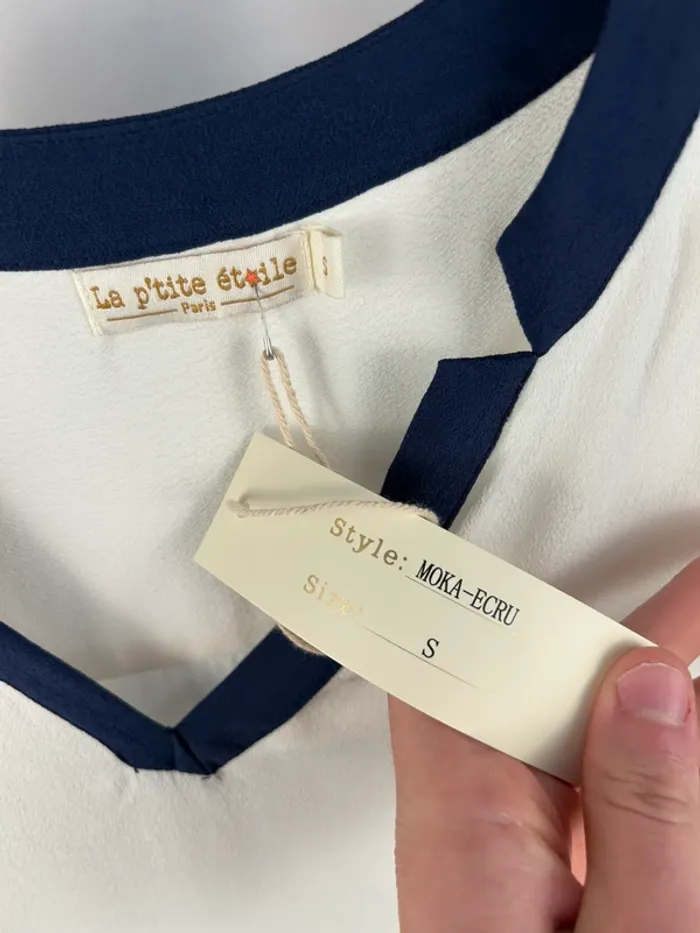 La p'tite étoile
Paris
S
Style: MOKA-ECRU
Size: S